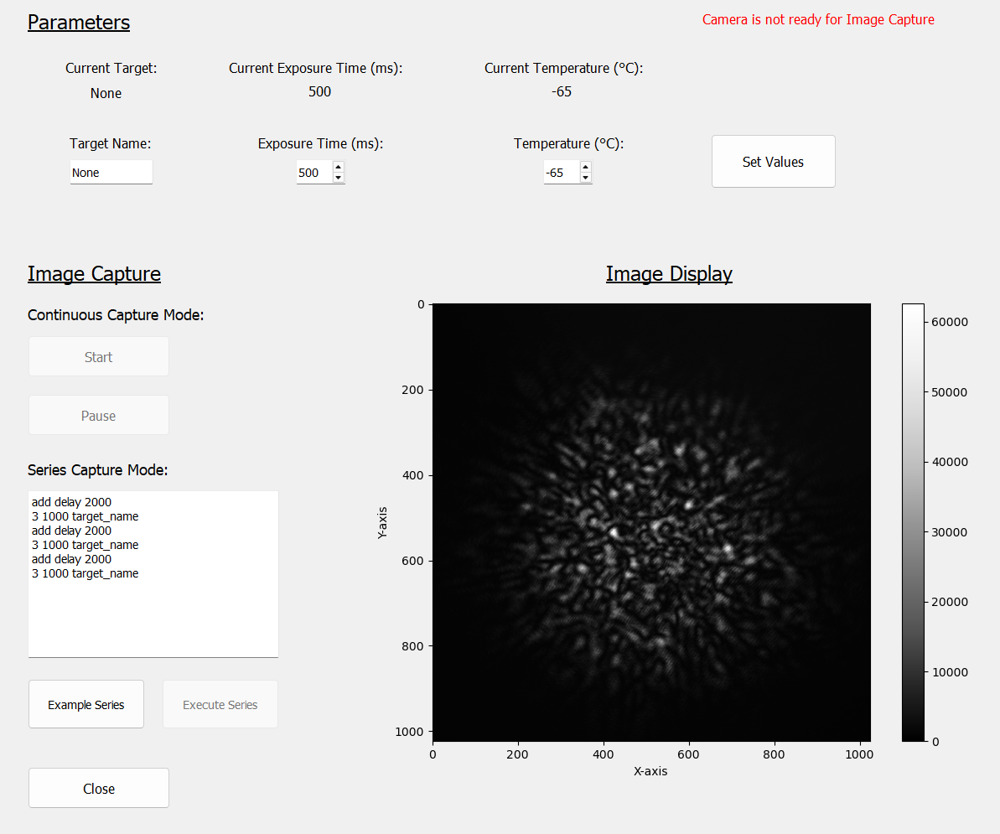 Parameters
Camera is not ready for Image Capture
Current Target:
Current Exposure Time (ms):
Current Temperature (°C):
None
500
-65
Target Name:
Exposure Time (ms):
Temperature (°C):
None
500
-65
Set Values
Image Capture
Image Display
Continuous Capture Mode:
Start
Pause
Series Capture Mode:
add delay 2000
3 1000 target_name
add delay 2000
3 1000 target_name
add delay 2000
3 1000 target_name
Example Series
Execute Series
Close
0
200
400
600
800
1000
Y-axis
0
200
400
600
800
1000
X-axis
60000
50000
40000
30000
20000
10000
0